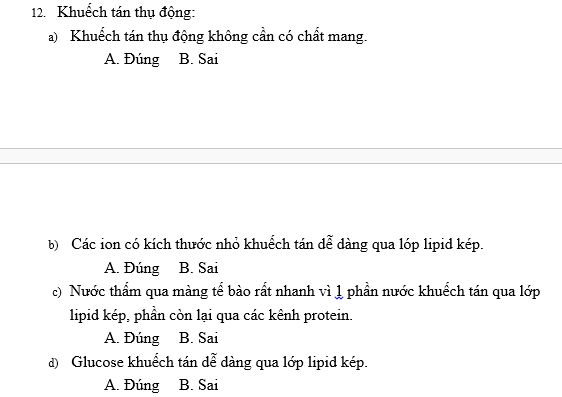 12. Khuếch tán thụ động:
a) Khuếch tán thụ động không cần có chất mang.
A. Đúng B. Sai
b) Các ion có kích thước nhỏ khuếch tán dễ dàng qua lóp lipid kép.
A. Đúng B. Sai
c) Nước thấm qua màng tế bào rất nhanh vì 1 phần nước khuếch tán qua lớp
lipid kép, phần còn lại qua các kênh protein.
A. Đúng B. Sai
d) Glucose khuếch tán dễ dàng qua lớp lipid kép.
A. Đúng B. Sai